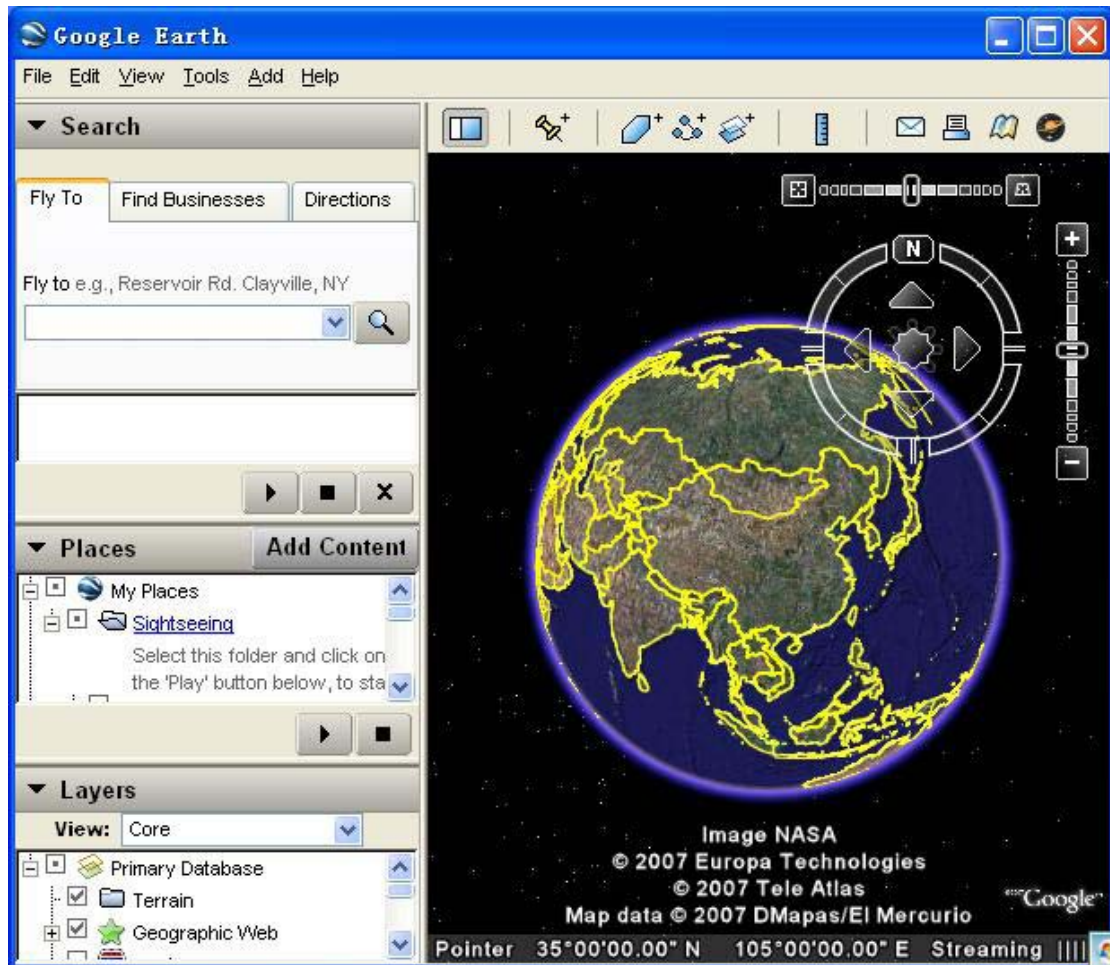 Google Earth
File Edit View Tools Add Help
Search
Fly To Find Businesses Directions
Fly to e.g., Reservoir Rd. Clayville, NY
Places Add Content
My Places
Sightseeing
Select this folder and click on
the 'Play' button below, to sta
Layers
View: Core
Primary Database
Terrain
Geographic Web
N
Image NASA
© 2007 Europa Technologies
© 2007 Tele Atlas
Map data © 2007 DMapas/El Mercurio
Google
Pointer 35°00'00.00" N 105°00'00.00" E Streaming ||||